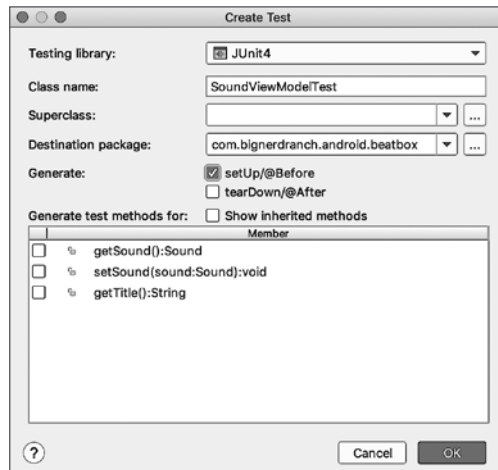 Create Test
Testing library: JUnit4
Class name: SoundViewModelTest
Superclass: ...
Destination package: com.bignerdranch.android.beatbox ...
Generate: setUp/@Before
tearDown/@After
Generate test methods for: Show inherited methods
Member
getSound():Sound
setSound(sound:Sound):void
getTitle():String
? Cancel OK